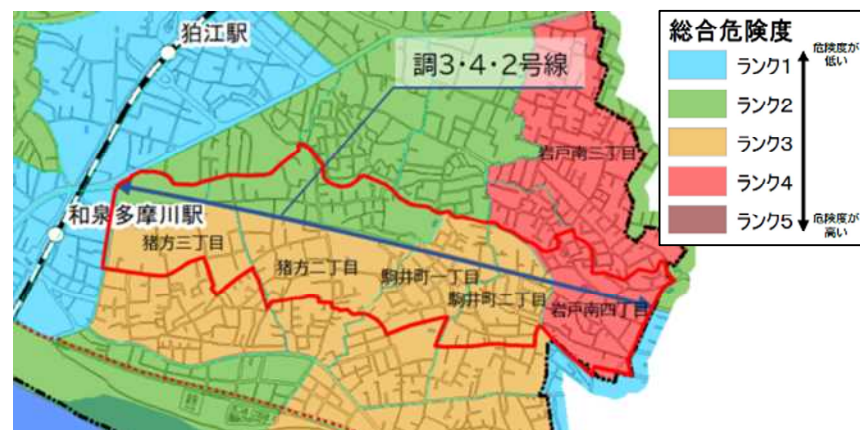 狛江駅
調3・4・2号線
岩戸南三丁目
和泉多摩川駅
猪方三丁目
猪方二丁目
駒井町一丁目
駒井町二丁目
岩戸南四丁目
総合危険度
ランク1
ランク2
ランク3
ランク4
ランク5
危険度が
低い
危険度が
高い